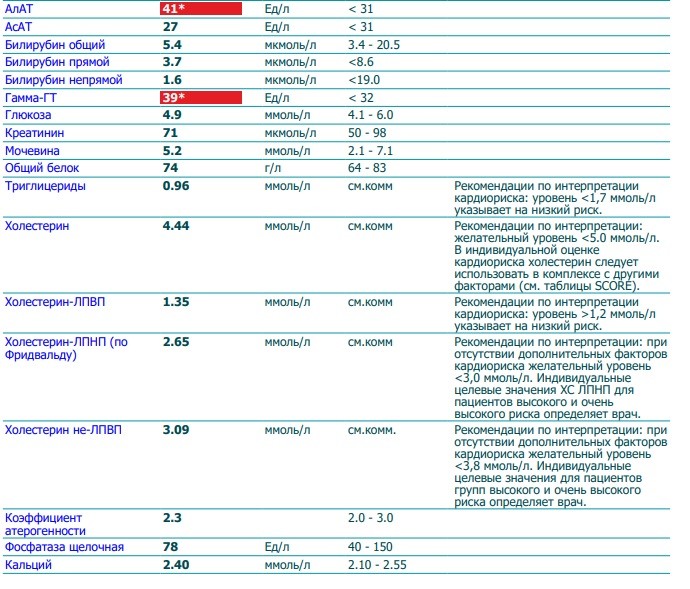 АлАТ 41* Ед/л < 31
АсАТ 27 Ед/л < 31
Билирубин общий 5.4 мкмоль/л 3.4 - 20.5
Билирубин прямой 3.7 мкмоль/л <8.6
Билирубин непрямой 1.6 мкмоль/л <19.0
Гамма-ГТ 39* Ед/л < 32
Глюкоза 4.9 ммоль/л 4.1 - 6.0
Креатинин 71 мкмоль/л 50 - 98
Мочевина 5.2 ммоль/л 2.1 - 7.1
Общий белок 74 г/л 64 - 83
Триглицериды 0.96 ммоль/л см.комм Рекомендации по интерпретации
кардиориска: уровень <1,7 ммоль/л
указывает на низкий риск.
Холестерин 4.44 ммоль/л см.комм Рекомендации по интерпретации:
желательный уровень <5.0 ммоль/л.
В индивидуальной оценке
кардиориска холестерин следует
использовать в комплексе с другими
факторами (см. таблицы SCORE).
Холестерин-ЛПВП 1.35 ммоль/л см.комм Рекомендации по интерпретации
кардиориска: уровень >1,2 ммоль/л
указывает на низкий риск.
Холестерин-ЛПНП (по 2.65 ммоль/л см.комм Рекомендации по интерпретации: при
Фридвальду) отсутствии дополнительных факторов
кардиориска желательный уровень
<3,0 ммоль/л. Индивидуальные
целевые значения ХС ЛПНП для
пациентов высокого и очень
высокого риска определяет врач.
Холестерин не-ЛПВП 3.09 ммоль/л см.комм. Рекомендации по интерпретации: при
отсутствии дополнительных факторов
кардиориска желательный уровень
<3,8 ммоль/л. Индивидуальные
целевые значения для пациентов
групп высокого и очень высокого
риска определяет врач.
Коэффициент 2.3 2.0 - 3.0
атерогенности
Фосфатаза щелочная 78 Ед/л 40 - 150
Кальций 2.40 ммоль/л 2.10 - 2.55